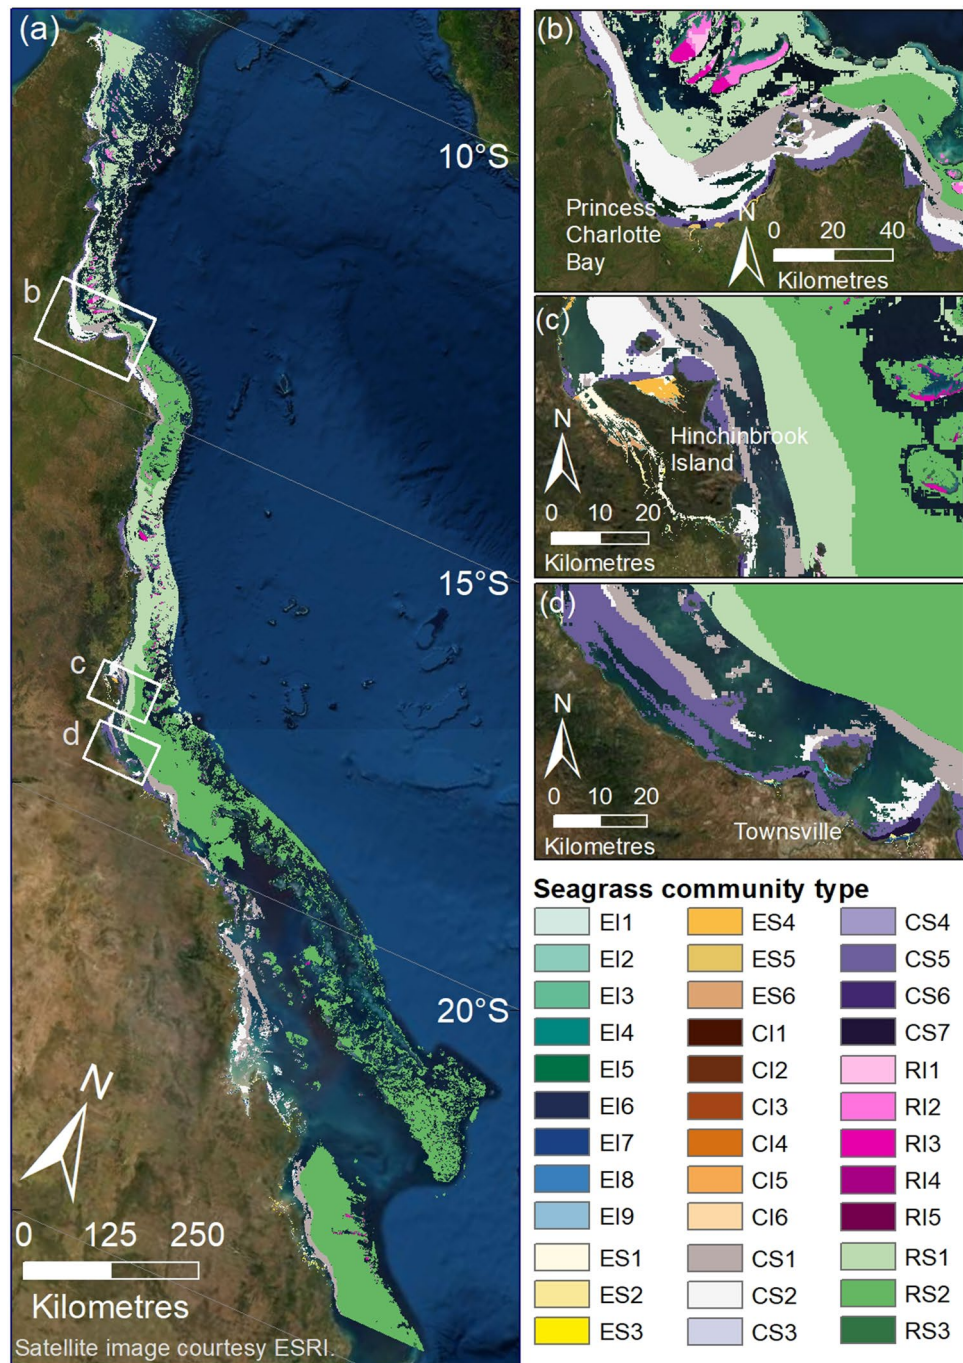 (a)
10°S
b
15°S
c
d
20°S
N
0 125 250
Kilometres
Satellite image courtesy ESRI.
(b)
Princess
Charlotte
Bay
N
0 20 40
Kilometres
(c)
Hinchinbrook
Island
N
0 10 20
Kilometres
(d)
N
0 10 20
Kilometres
Townsville
Seagrass community type
EI1 ES4 CS4
EI2 ES5 CS5
EI3 ES6 CS6
EI4 CI1 CS7
EI5 CI2 RI1
EI6 CI3 RI2
EI7 CI4 RI3
EI8 CI5 RI4
EI9 CI6 RI5
ES1 CS1 RS1
ES2 CS2 RS2
ES3 CS3 RS3